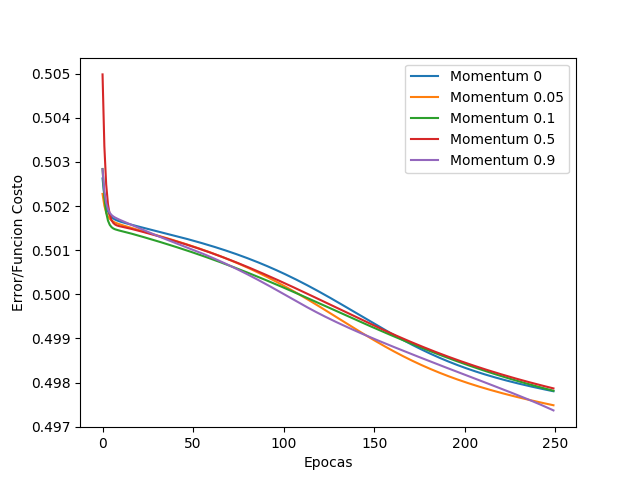 Error/Funcion Costo
0.505
0.504
0.503
0.502
0.501
0.500
0.499
0.498
0.497
Momentum 0
Momentum 0.05
Momentum 0.1
Momentum 0.5
Momentum 0.9
0 50 100 150 200 250
Epocas